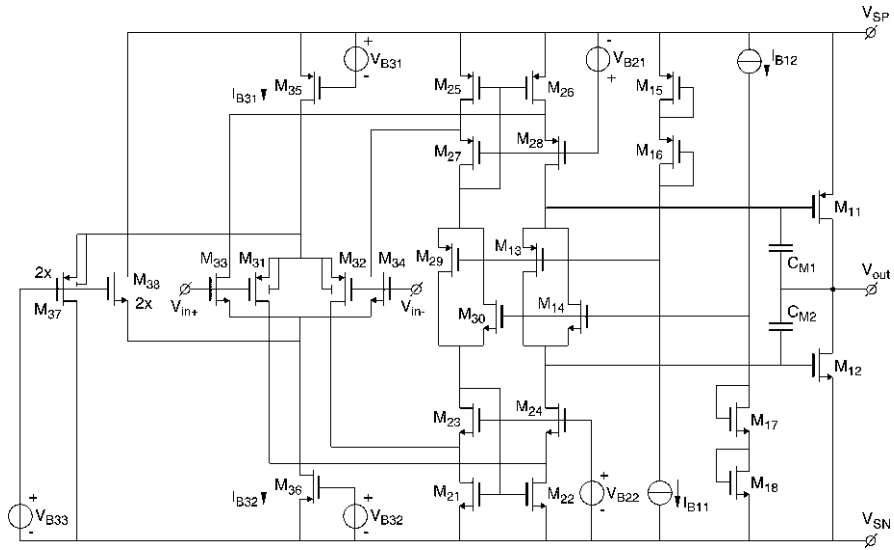 V_SP
+
V_B31
-
-
V_B21
+
I_B12
M_35
I_B31
M_25
M_26
M_15
M_27
M_28
M_16
M_11
2x
M_38
M_33
M_31
M_32
M_34
M_29
M_13
C_M1
V_out
M_37
2x
V_in+
V_in-
M_30
M_14
C_M2
M_12
M_23
M_24
M_17
M_36
I_B32
M_21
M_22
M_18
+
V_B33
-
+
V_B32
-
+
V_B22
-
I_B11
V_SN